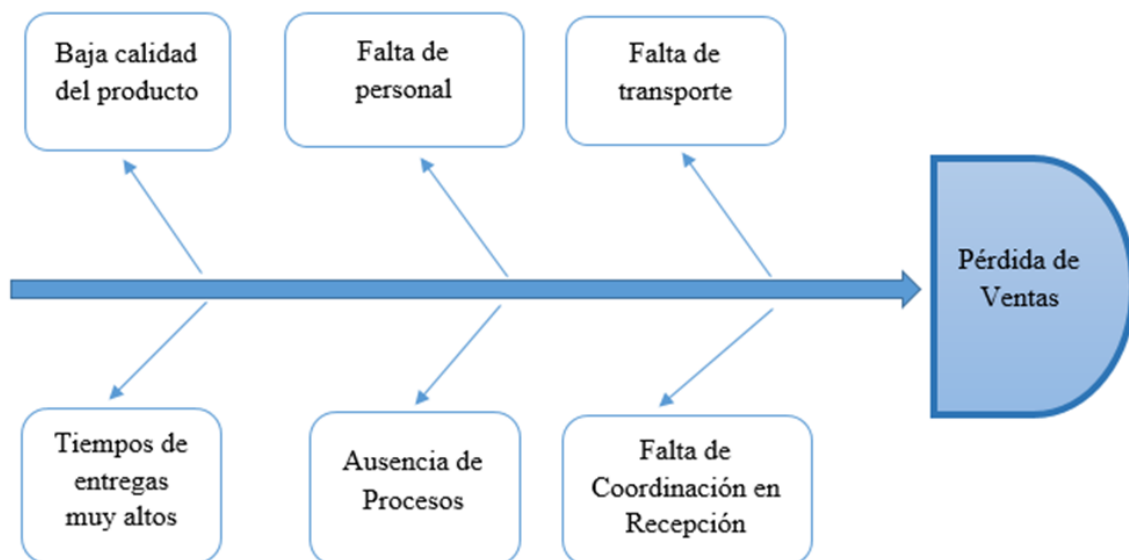 Baja calidad
del producto
Falta de
personal
Falta de
transporte
Pérdida de
Ventas
Tiempos de
entregas
muy altos
Ausencia de
Procesos
Falta de
Coordinación en
Recepción